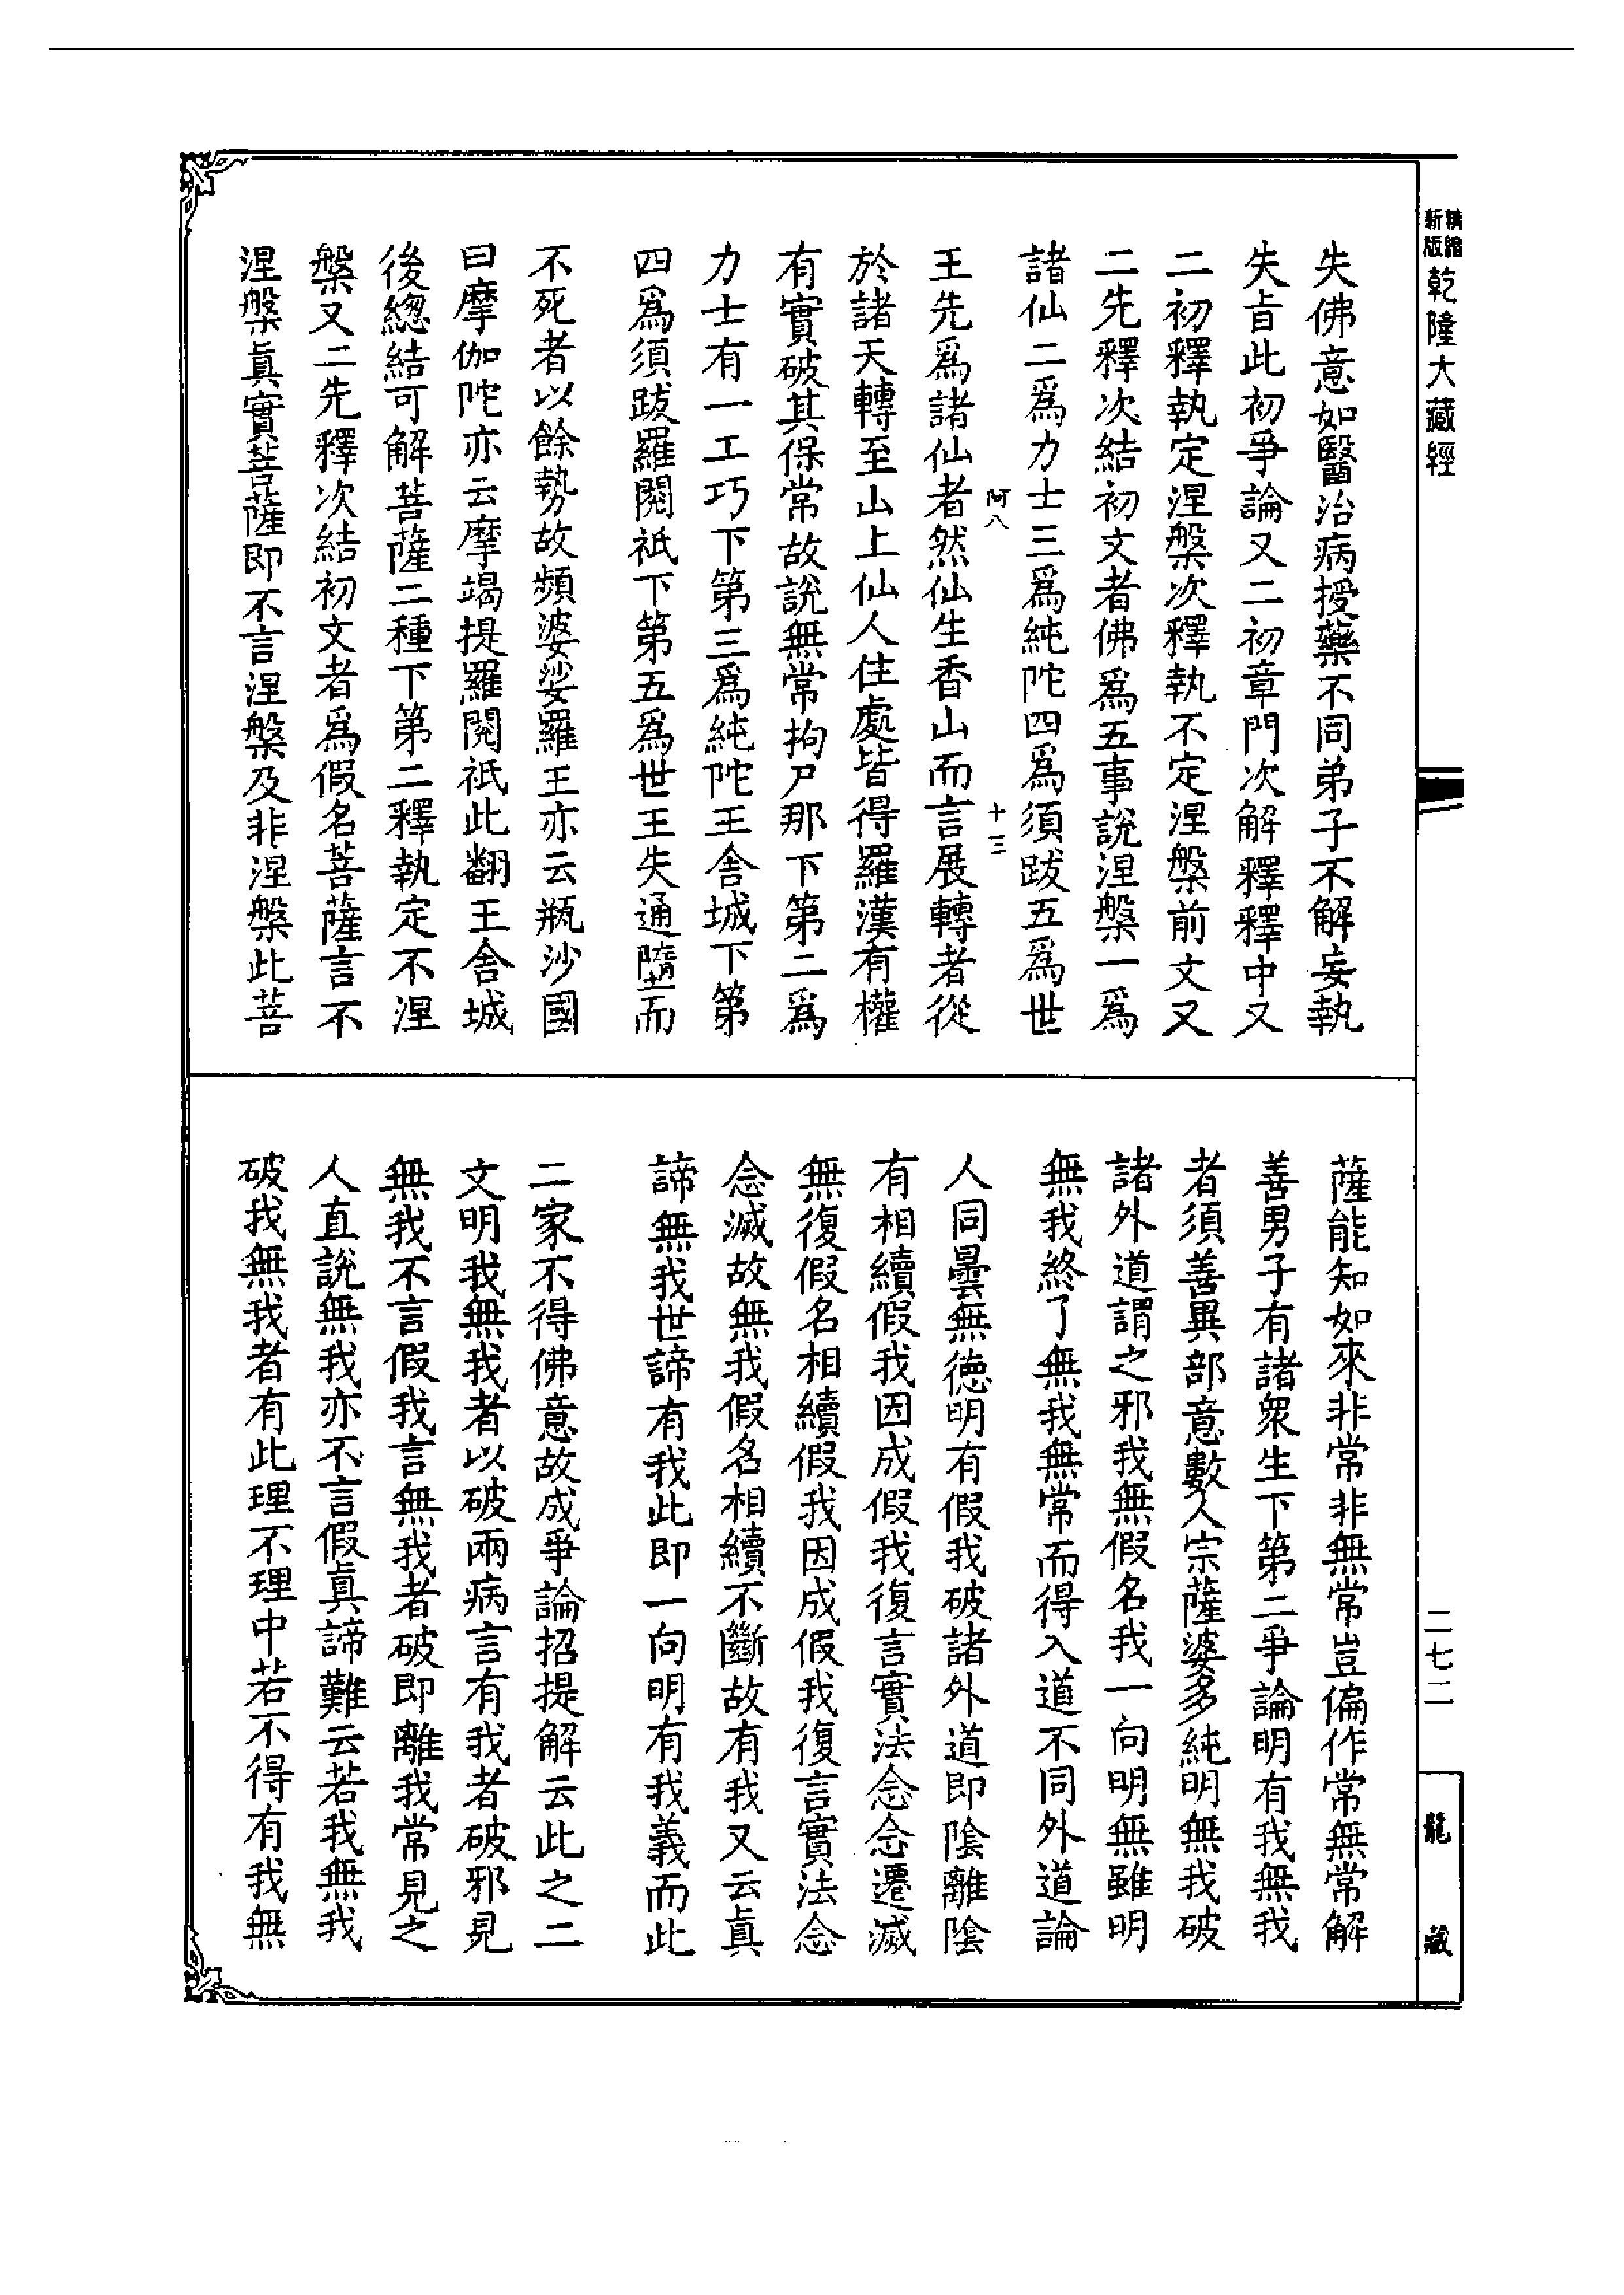 精縮新版乾隆大藏經
失佛意如醫治病授藥不同弟子不解妄執
失旨此初爭論又二初章門次解釋釋中又
二初釋執定涅槃次釋執不定涅槃前文又
二先釋次結初文者佛爲五事說涅槃一爲
諸仙二爲力士三爲純陀四爲須跋五爲世
阿八 十三
王先爲諸仙者然仙生香山而言展轉者從
於諸天轉至山上仙人住處皆得羅漢有權
有實破其保常故說無常拘尸那下第二爲
力士有一工巧下第三爲純陀王舍城下第
四爲須跋羅閱祇下第五爲世王失通墮而
不死者以餘勢故頻婆娑羅王亦云瓶沙國
曰摩伽陀亦云摩竭提羅閱祇此翻王舍城
後總結可解菩薩二種下第二釋執定不涅
槃又二先釋次結初文者爲假名菩薩言不
涅槃眞實菩薩即不言涅槃及非涅槃此菩
薩能知如來非常非無常豈偏作常無常解
善男子有諸衆生下第二爭論明有我無我
者須善異部意數人宗薩婆多純明無我破
諸外道謂之邪我無假名我一向明無雖明
無我終了無我無常而得入道不同外道論
人同曇無德明有假我破諸外道即陰離陰
有相續假我因成假我復言實法念念遷滅
無復假名相續假我因成假我復言實法念
念滅故無我假名相續不斷故有我又云真
諦無我世諦有我此即一向明有我義而此
二家不得佛意故成爭論招提解云此之二
文明我無我者以破兩病言有我者破邪見
無我不言假我言無我者破即離我常見之
人直說無我亦不言假眞諦難云若我無我
破我無我者有此理不理中若不得有我無
二七二
龍藏